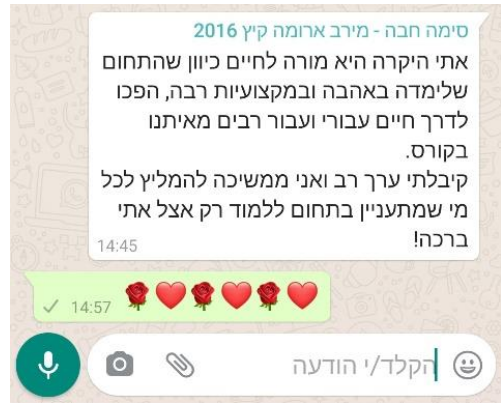 סימה חבה - מירב ארומה קיץ 2016
אתי היקרה היא מורה לחיים כיוון שהתחום
שלימדה באהבה ובמקצועיות רבה, הפכו
לדרך חיים עבורי ועבור רבים מאיתנו
בקורס.
קיבלתי ערך רב ואני ממשיכה להמליץ לכל
מי שמתעניין בתחום ללמוד רק אצל אתי
ברכה!
14:45
🌹❤️🌹❤️🌹❤️
14:57
הקלד/י הודעה